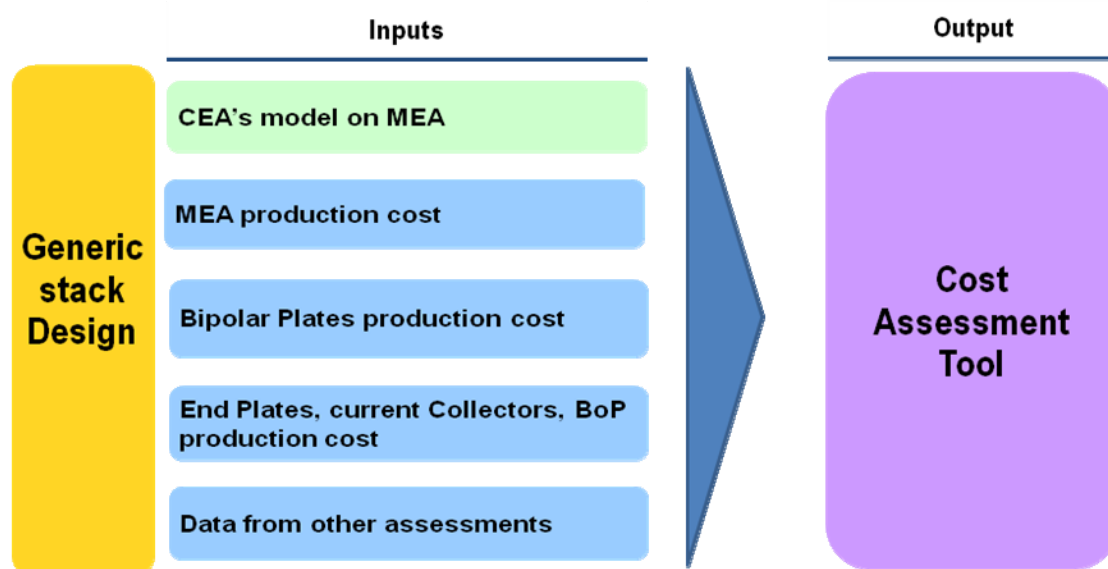 Inputs
Output
Generic
stack
Design
CEA's model on MEA
MEA production cost
Bipolar Plates production cost
End Plates, current Collectors, BoP
production cost
Data from other assessments
Cost
Assessment
Tool